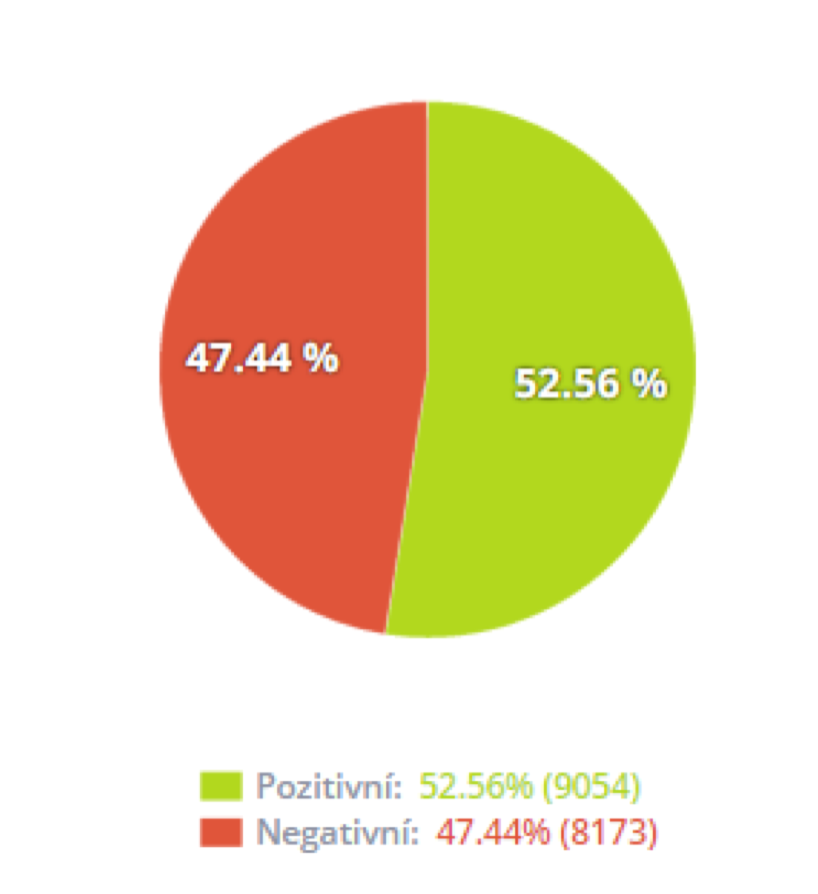 47.44 %
52.56 %
Pozitivní: 52.56% (9054)
Negativní: 47.44% (8173)